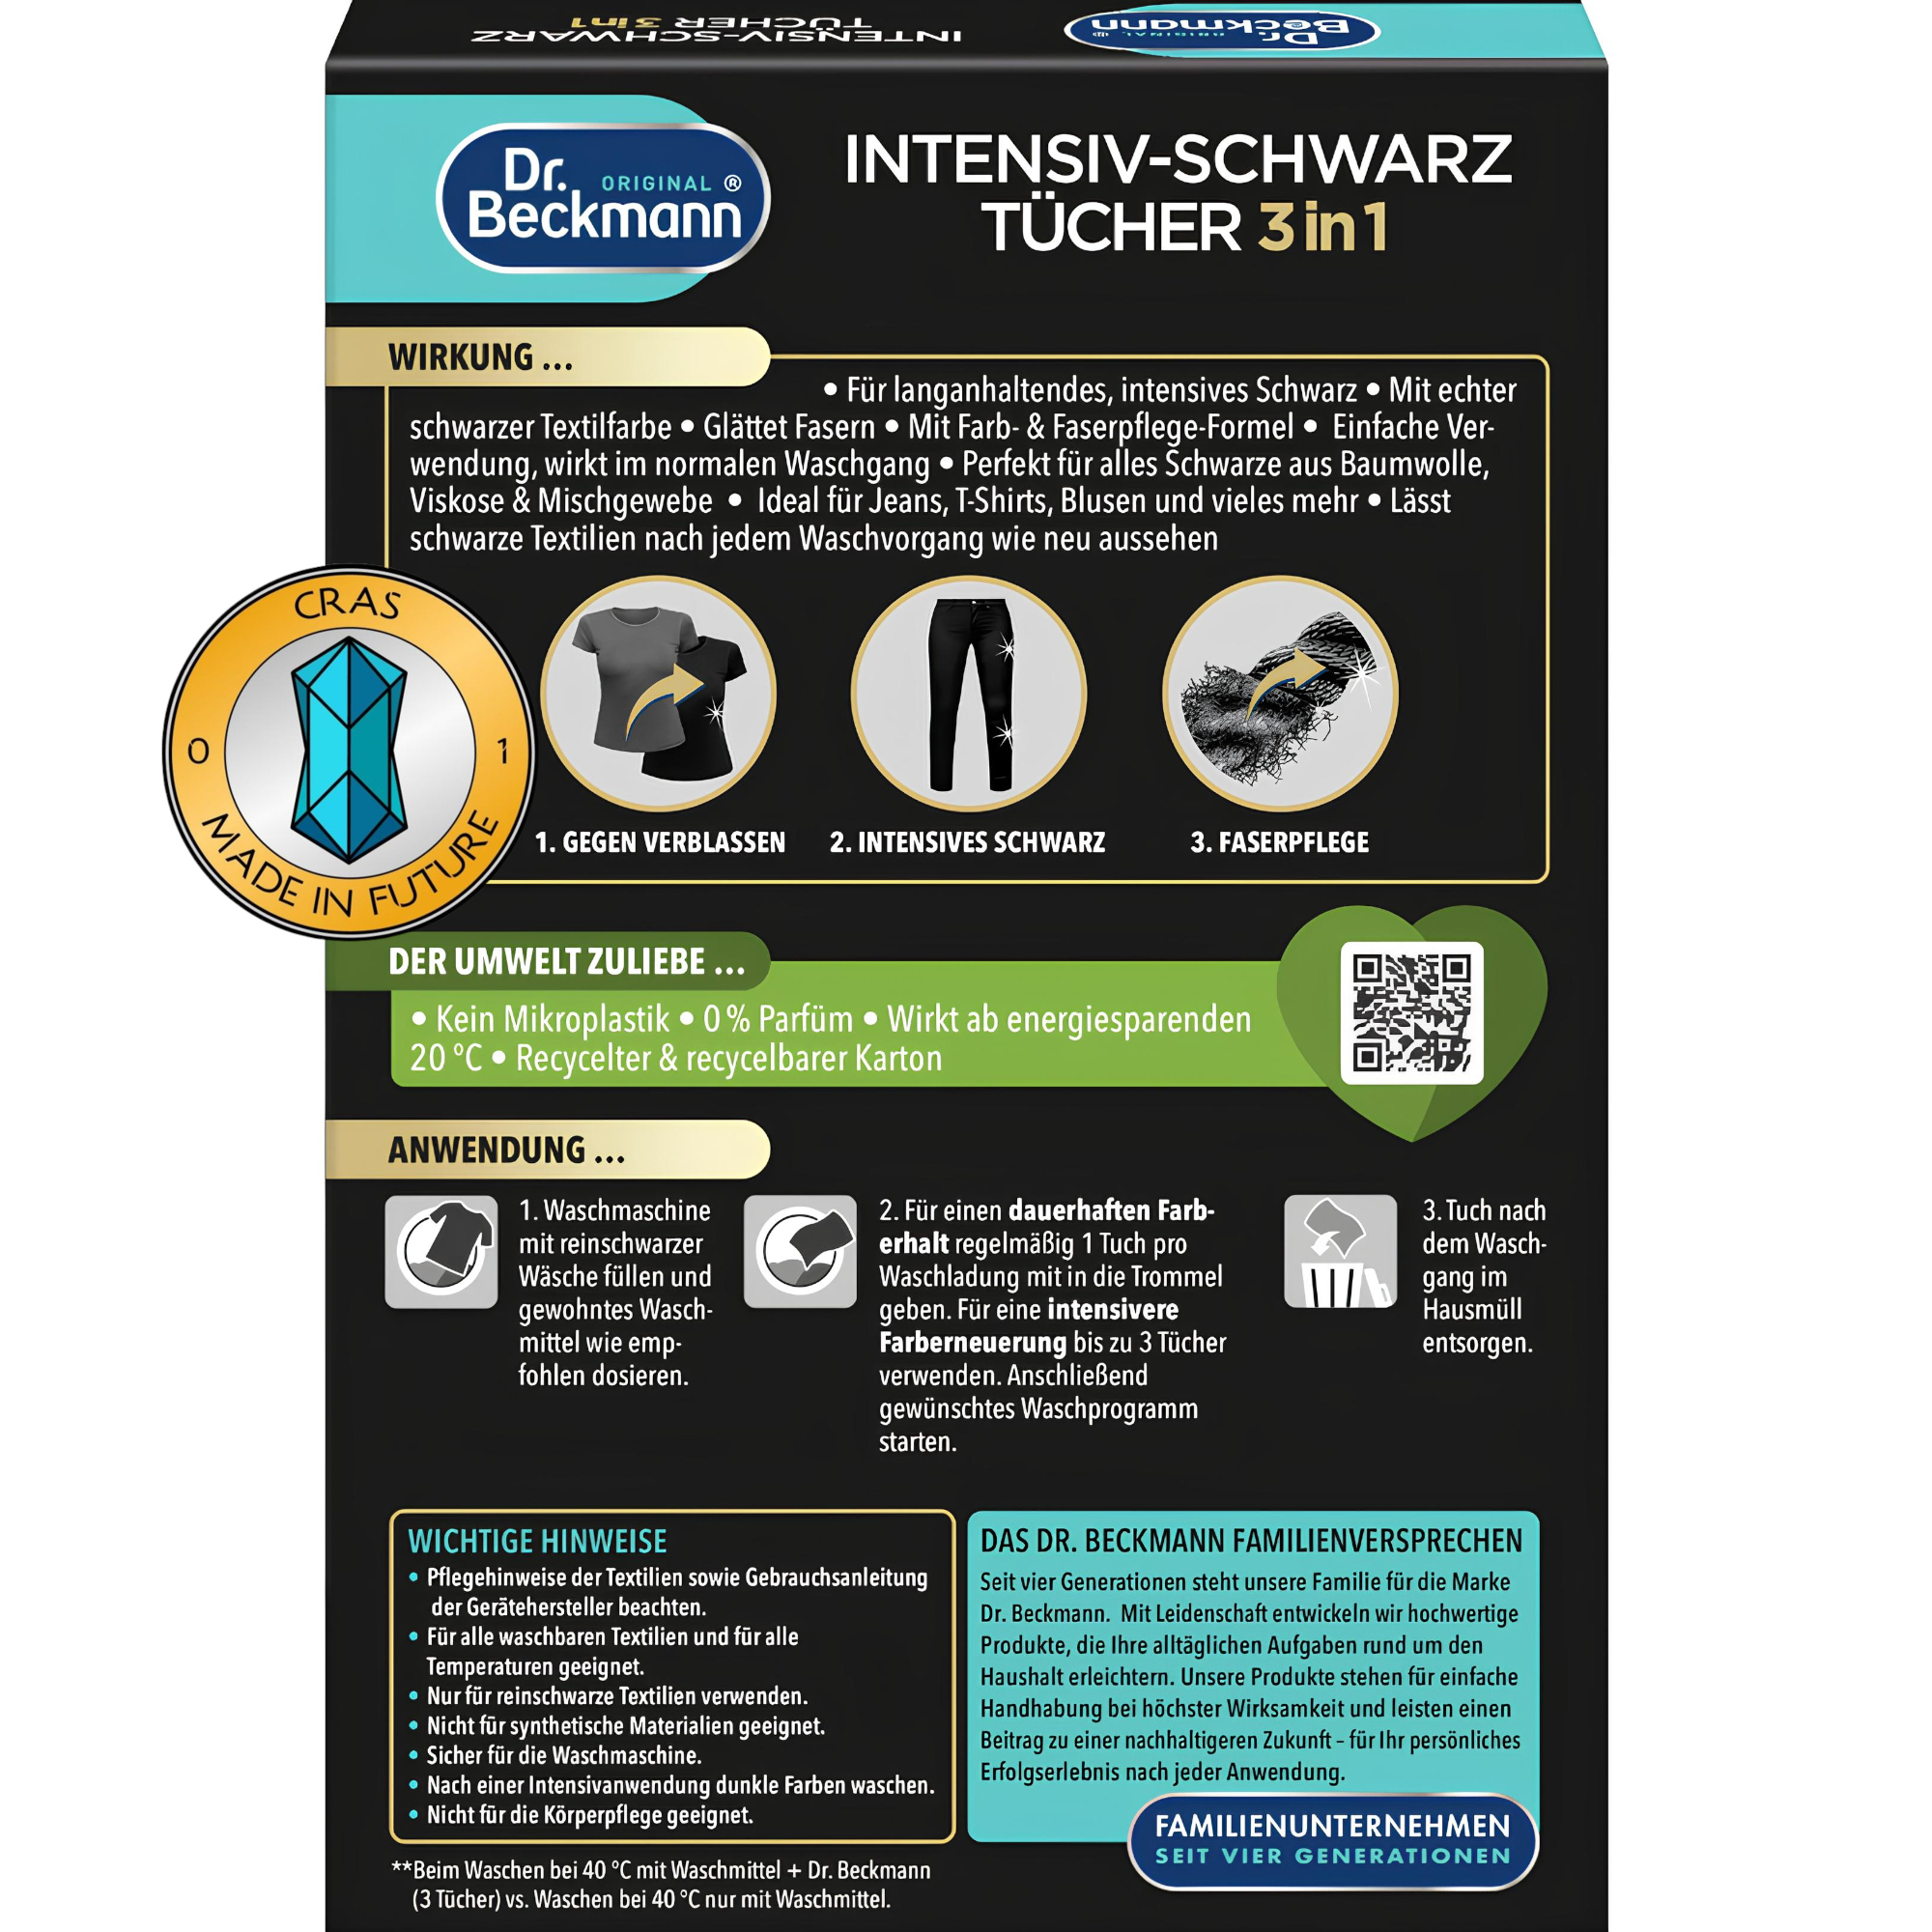 INTENSIV-SCHWARZ
TÜCHER 3in1
Dr.
Beckmann
ORIGINAL
Dr. ORIGINAL ®
Beckmann
INTENSIV-SCHWARZ
TÜCHER 3in1
WIRKUNG ...
• Für langanhaltendes, intensives Schwarz • Mit echter
schwarzer Textilfarbe • Glättet Fasern • Mit Farb- & Faserpflege-Formel • Einfache Ver-
wendung, wirkt im normalen Waschgang • Perfekt für alles Schwarze aus Baumwolle,
Viskose & Mischgewebe • Ideal für Jeans, T-Shirts, Blusen und vieles mehr • Lässt
schwarze Textilien nach jedem Waschvorgang wie neu aussehen
CRAS
0 1
MADE IN FUTURE
1. GEGEN VERBLASSEN
2. INTENSIVES SCHWARZ
3. FASERPFLEGE
DER UMWELT ZULIEBE ...
• Kein Mikroplastik • 0 % Parfüm • Wirkt ab energiesparenden
20 °C • Recycelter & recycelbarer Karton
ANWENDUNG ...
1. Waschmaschine
mit reinschwarzer
Wäsche füllen und
gewohntes Wasch-
mittel wie emp-
fohlen dosieren.
2. Für einen dauerhaften Farb-
erhalt regelmäßig 1 Tuch pro
Waschladung mit in die Trommel
geben. Für eine intensivere
Farberneuerung bis zu 3 Tücher
verwenden. Anschließend
gewünschtes Waschprogramm
starten.
3. Tuch nach
dem Wasch-
gang im
Hausmüll
entsorgen.
WICHTIGE HINWEISE
• Pflegehinweise der Textilien sowie Gebrauchsanleitung
der Gerätehersteller beachten.
• Für alle waschbaren Textilien und für alle
Temperaturen geeignet.
• Nur für reinschwarze Textilien verwenden.
• Nicht für synthetische Materialien geeignet.
• Sicher für die Waschmaschine.
• Nach einer Intensivanwendung dunkle Farben waschen.
• Nicht für die Körperpflege geeignet.
**Beim Waschen bei 40 °C mit Waschmittel + Dr. Beckmann
(3 Tücher) vs. Waschen bei 40 °C nur mit Waschmittel.
DAS DR. BECKMANN FAMILIENVERSPRECHEN
Seit vier Generationen steht unsere Familie für die Marke
Dr. Beckmann. Mit Leidenschaft entwickeln wir hochwertige
Produkte, die Ihre alltäglichen Aufgaben rund um den
Haushalt erleichtern. Unsere Produkte stehen für einfache
Handhabung bei höchster Wirksamkeit und leisten einen
Beitrag zu einer nachhaltigeren Zukunft – für Ihr persönliches
Erfolgserlebnis nach jeder Anwendung.
FAMILIENUNTERNEHMEN
SEIT VIER GENERATIONEN